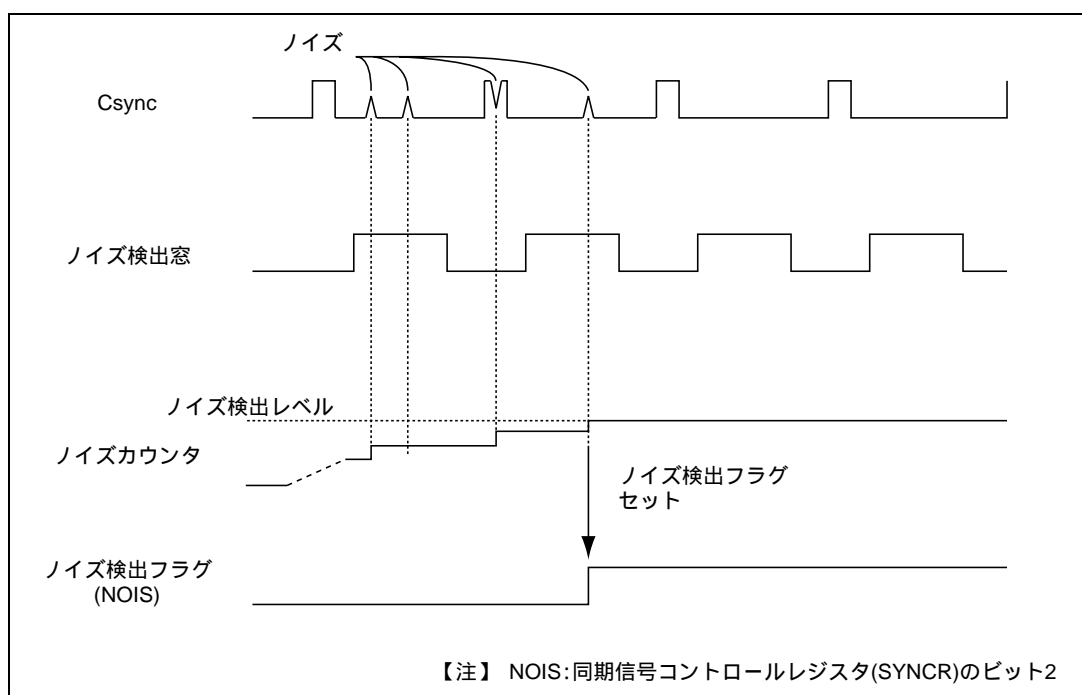 ノイズ
Csync
ノイズ検出窓
ノイズ検出レベル
ノイズカウンタ
ノイズ検出フラグ
セット
ノイズ検出フラグ
(NOIS)
【注】 NOIS:同期信号コントロールレジスタ(SYNCR)のビット2